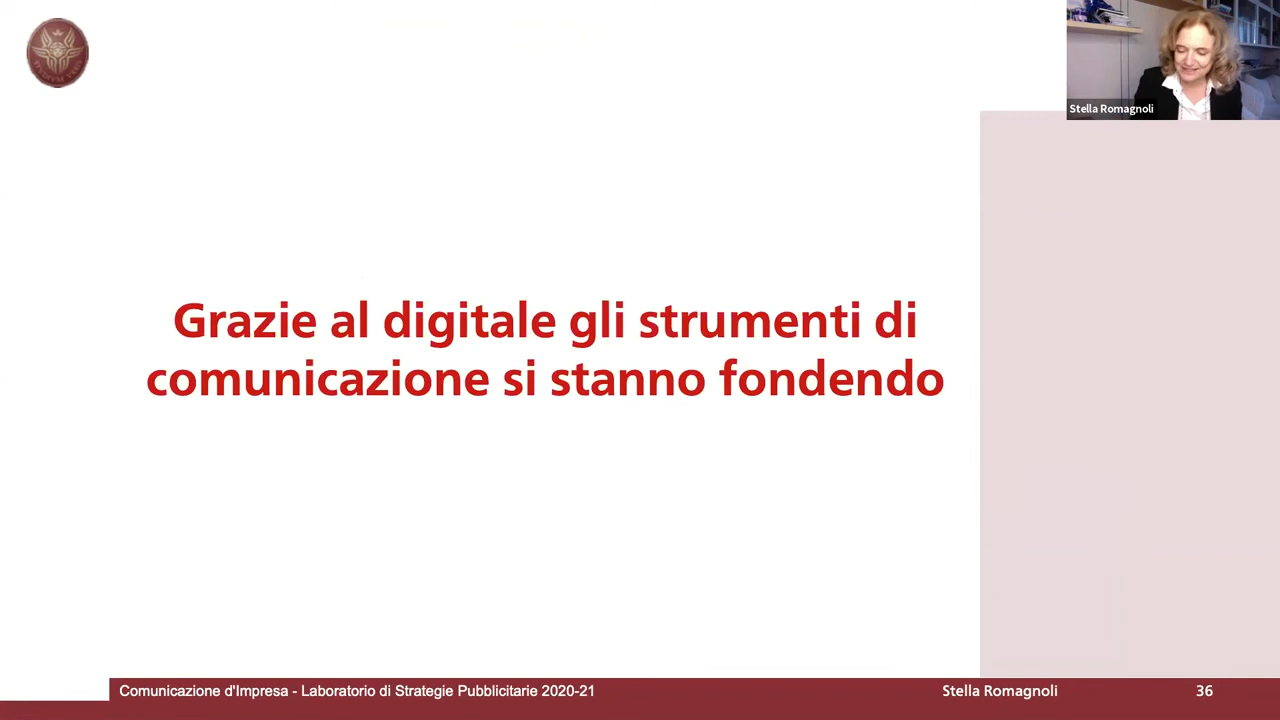 Stella Romagnoli
Grazie al digitale gli strumenti di
comunicazione si stanno fondendo
Comunicazione d'Impresa - Laboratorio di Strategie Pubblicitarie 2020-21
Stella Romagnoli
36